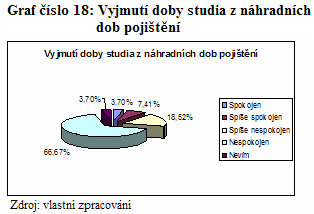 Graf číslo 18: Vyjmutí doby studia z náhradních
dob pojištění
Vyjmutí doby studia z náhradních dob pojištění
3,70%
3,70%
7,41%
18,52%
66,67%
Spokojen
Spíše spokojen
Spíše nespokojen
Nespokojen
Nevím
Zdroj: vlastní zpracování